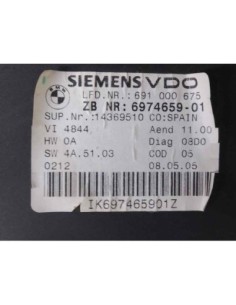 SIEMENS VDO
LFD.NR.: 691 000 675
ZB NR: 6974659-01
SUP.Nr.:14369510 CO:SPAIN
VI 4844 Aend 11.00
HW 0A Diag 08D0
SW 4A.51.03 COD 05
0212 08.05.05
IK697465901Z